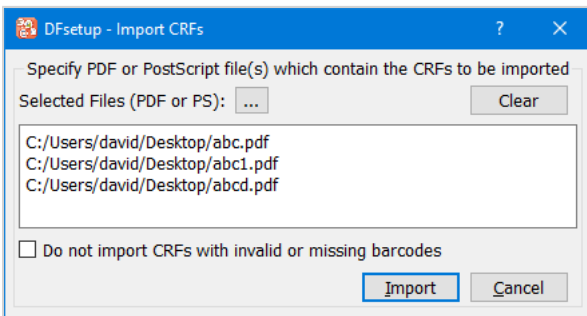 DFsetup - Import CRFs
Specify PDF or PostScript file(s) which contain the CRFs to be imported
Selected Files (PDF or PS): ... Clear
C:/Users/david/Desktop/abc.pdf
C:/Users/david/Desktop/abc1.pdf
C:/Users/david/Desktop/abcd.pdf
Do not import CRFs with invalid or missing barcodes
Import Cancel